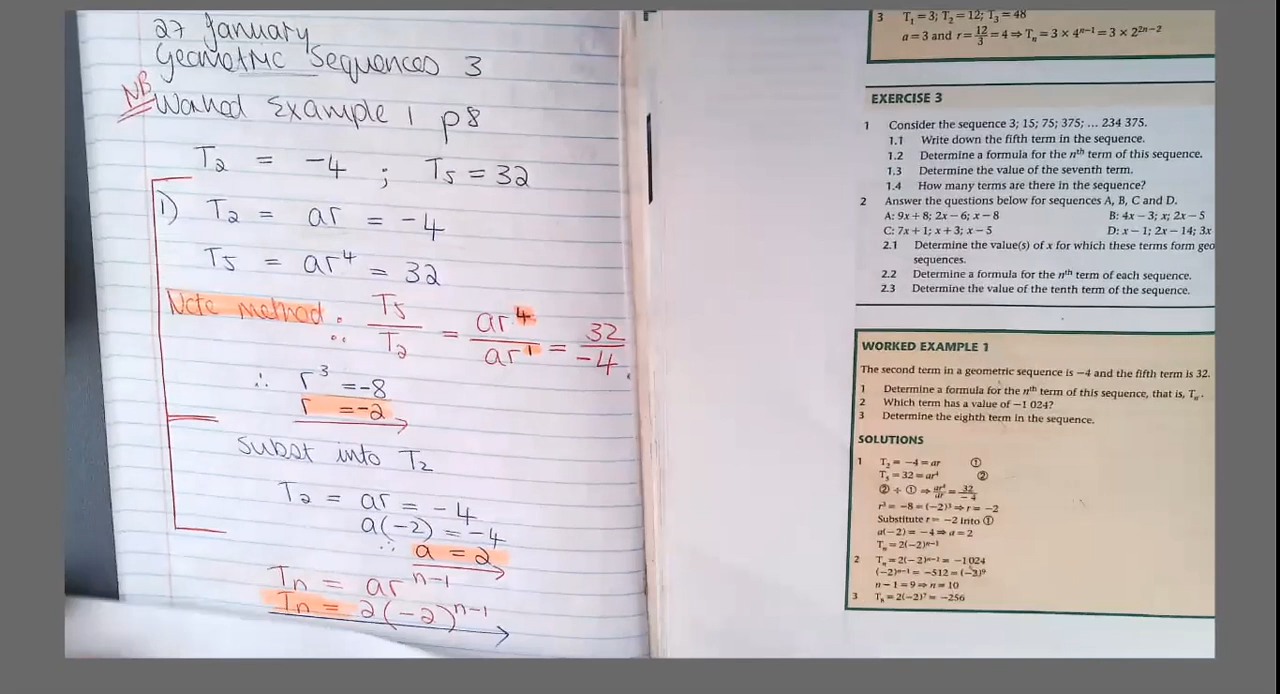 27 January
Geometric Sequences 3
NB
Worked Example 1 p8
T₂ = -4 ; T₅ = 32
1) T₂ = ar = -4
T₅ = ar⁴ = 32
Note method: ∴ T₅/T₂ = ar⁴/ar¹ = 32/-4
∴ r³ = -8
r = -2
Subst into T₂
T₂ = ar = -4
a(-2) = -4
∴ a = 2
Tn = ar^(n-1)
Tn = 2(-2)^(n-1)
3 T₁ = 3; T₂ = 12; T₃ = 48
a = 3 and r = 12/3 = 4 ⇒ Tₙ = 3 × 4ⁿ⁻¹ = 3 × 2²ⁿ⁻²
EXERCISE 3
1 Consider the sequence 3; 15; 75; 375; ... 234 375.
1.1 Write down the fifth term in the sequence.
1.2 Determine a formula for the nth term of this sequence.
1.3 Determine the value of the seventh term.
1.4 How many terms are there in the sequence?
2 Answer the questions below for sequences A, B, C and D.
A: 9x + 8; 2x – 6; x – 8 B: 4x – 3; x; 2x – 5
C: 7x + 1; x + 3; x – 5 D: x – 1; 2x – 14; 3x
2.1 Determine the value(s) of x for which these terms form geo
sequences.
2.2 Determine a formula for the nth term of each sequence.
2.3 Determine the value of the tenth term of the sequence.
WORKED EXAMPLE 1
The second term in a geometric sequence is –4 and the fifth term is 32.
1 Determine a formula for the nth term of this sequence, that is, Tₙ.
2 Which term has a value of –1 024?
3 Determine the eighth term in the sequence.
SOLUTIONS
1 T₂ = –4 = ar ①
T₅ = 32 = ar⁴ ②
② ÷ ① ⇒ ar⁴/ar = 32/–4
r³ = –8 = (–2)³ ⇒ r = –2
Substitute r = –2 into ①
a(–2) = –4 ⇒ a = 2
Tₙ = 2(–2)ⁿ⁻¹
2 Tₙ = 2(–2)ⁿ⁻¹ = –1 024
(–2)ⁿ⁻¹ = –512 = (–2)⁹
n – 1 = 9 ⇒ n = 10
3 T₈ = 2(–2)⁷ = –256